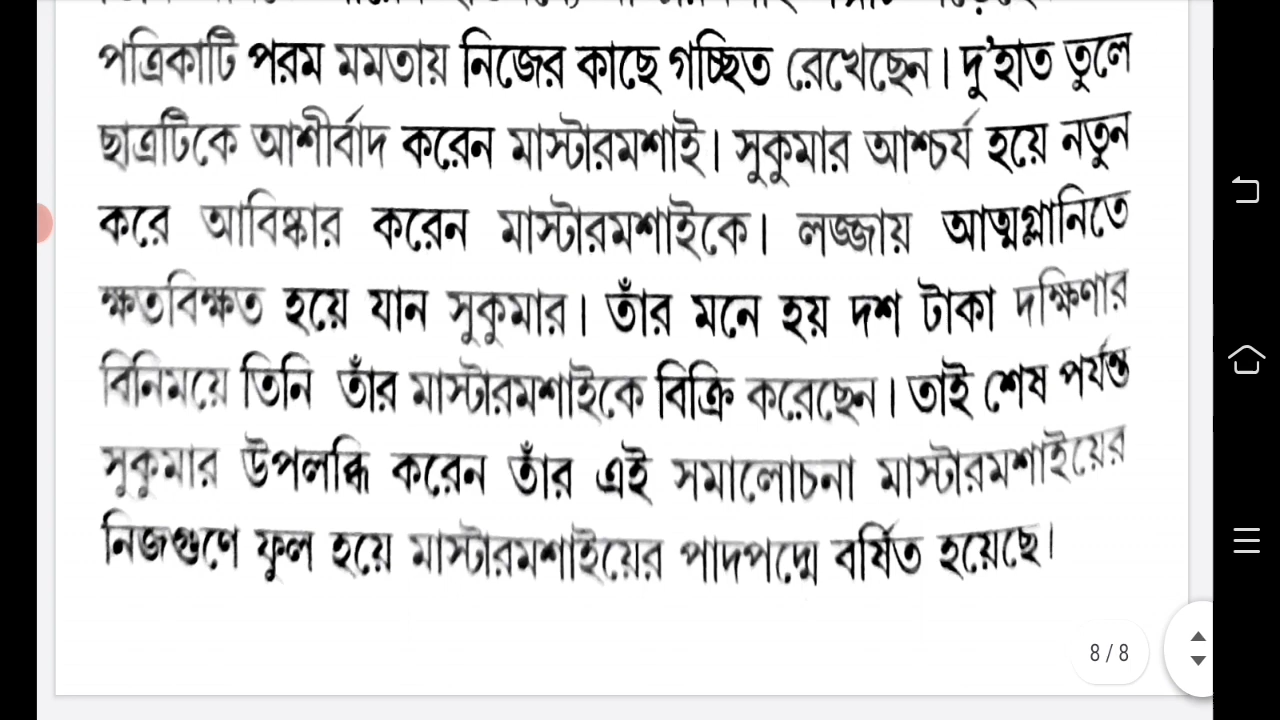 পত্রিকাটি পরম মমতায় নিজের কাছে গচ্ছিত রেখেছেন। দু'হাত তুলে
ছাত্রটিকে আশীর্বাদ করেন মাস্টারমশাই। সুকুমার আশ্চর্য হয়ে নতুন
করে আবিষ্কার করেন মাস্টারমশাইকে। লজ্জায় আত্মগ্লানিতে
ক্ষতবিক্ষত হয়ে যান সুকুমার। তাঁর মনে হয় দশ টাকা দক্ষিণার
বিনিময়ে তিনি তাঁর মাস্টারমশাইকে বিক্রি করেছেন। তাই শেষ পর্যন্ত
সুকুমার উপলব্ধি করেন তাঁর এই সমালোচনা মাস্টারমশাইয়ের
নিজগুণে ফুল হয়ে মাস্টারমশাইয়ের পাদপদ্মে বর্ষিত হয়েছে।
8 / 8